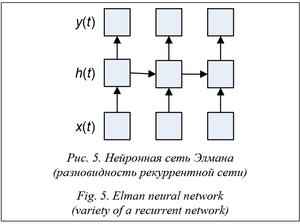 y(t)
h(t)
x(t)
Рис. 5. Нейронная сеть Элмана
(разновидность рекуррентной сети)
Fig. 5. Elman neural network
(variety of a recurrent network)